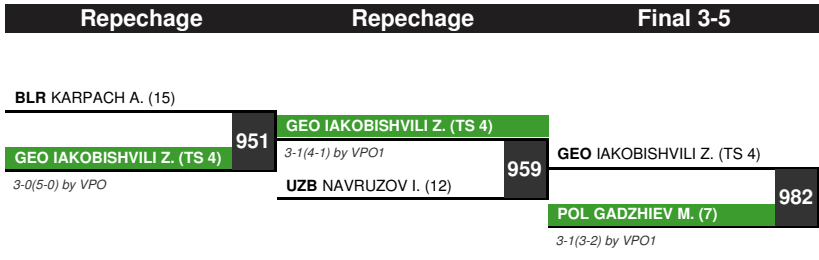 Repechage
Repechage
Final 3-5
BLR KARPACH A. (15)
951
GEO IAKOBISHVILI Z. (TS 4)
3-0(5-0) by VPO
GEO IAKOBISHVILI Z. (TS 4)
3-1(4-1) by VPO1
959
UZB NAVRUZOV I. (12)
GEO IAKOBISHVILI Z. (TS 4)
982
POL GADZHIEV M. (7)
3-1(3-2) by VPO1